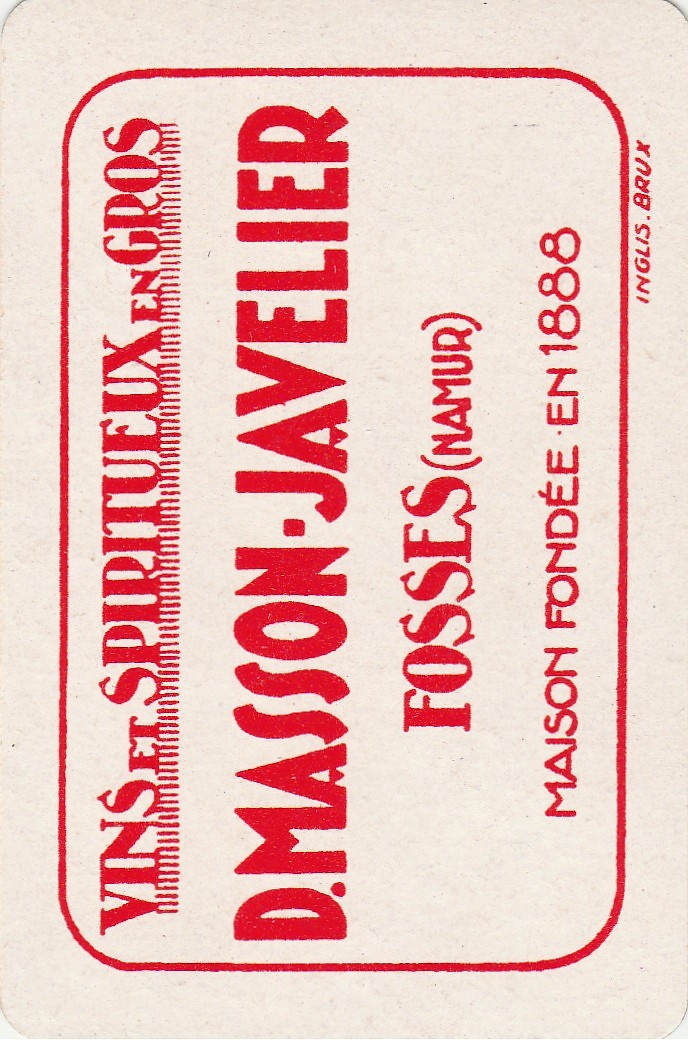 VINS ET SPIRITUEUX EN GROS
D. MASSON-JAVELIER
FOSSES (NAMUR)
MAISON FONDÉE · EN 1888
INGLIS. BRUX